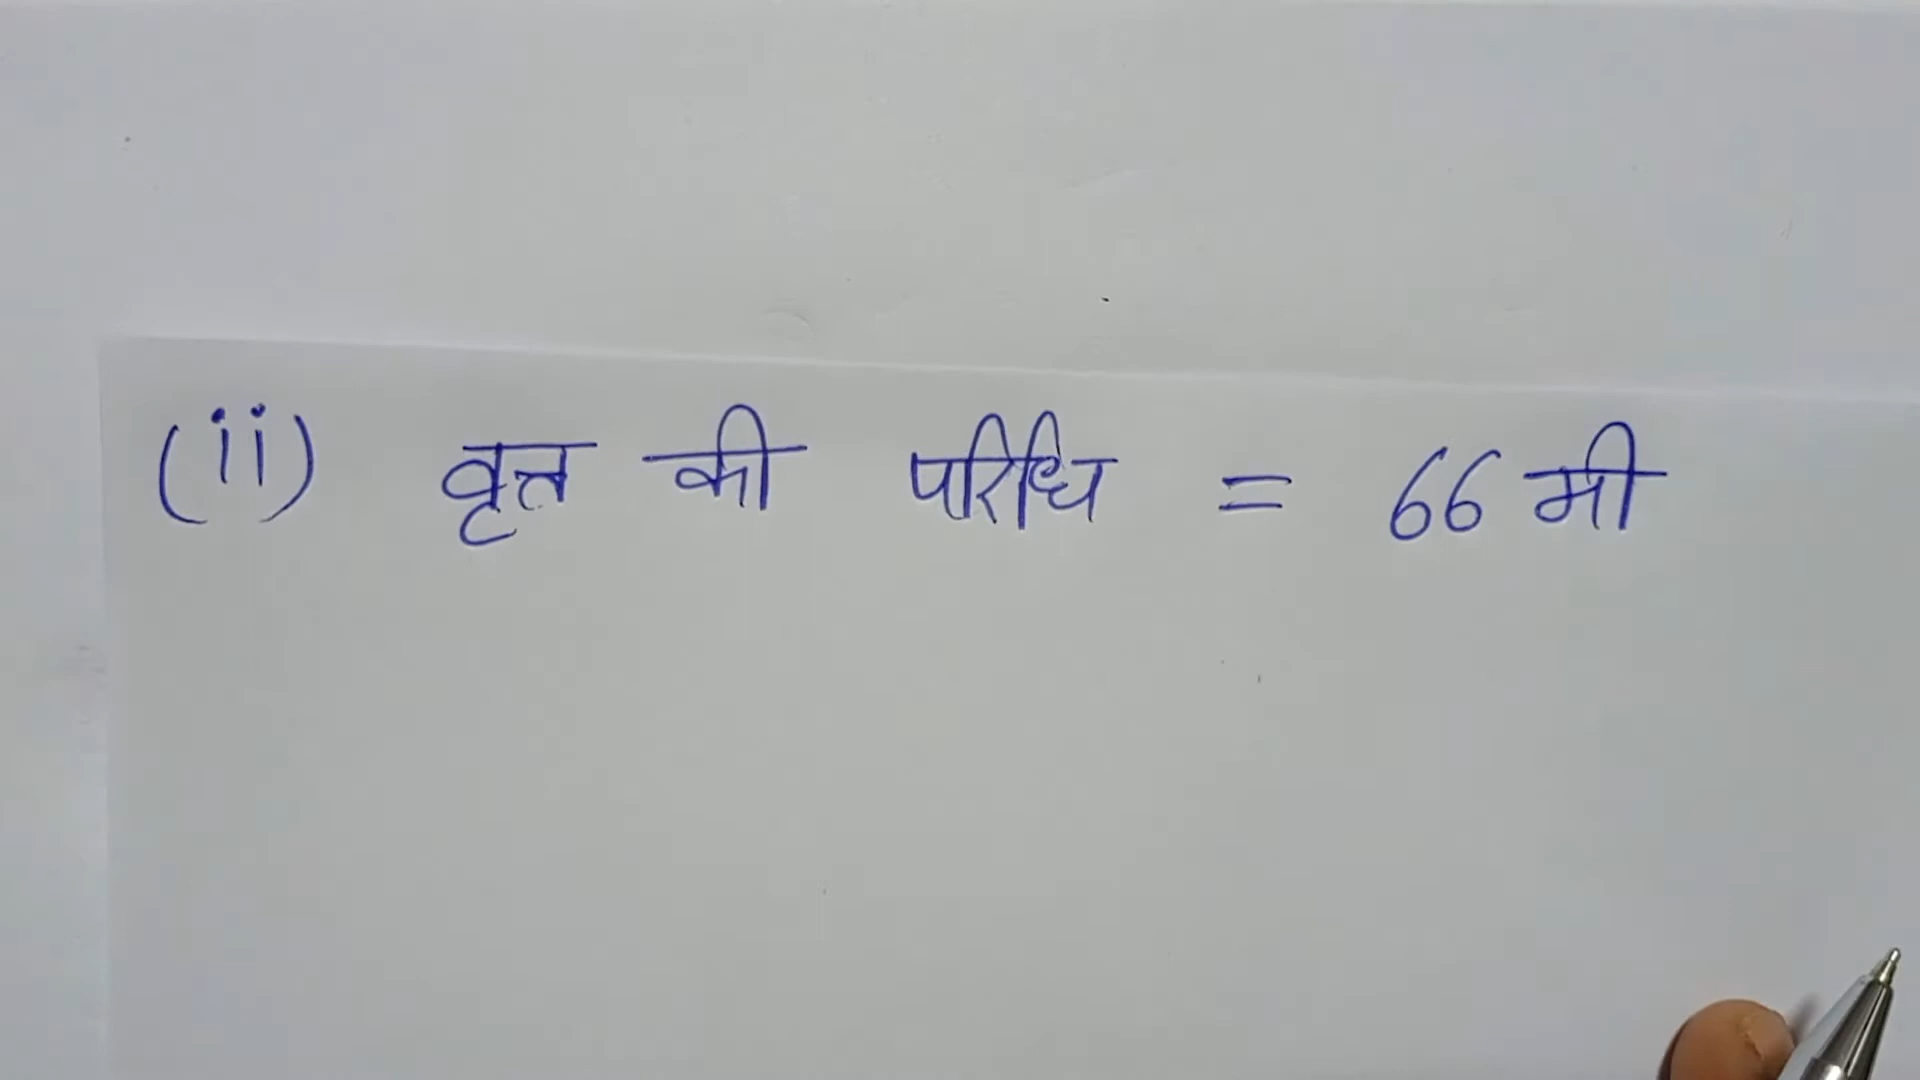 (ii) वृत्त की परिधि = 66 मी